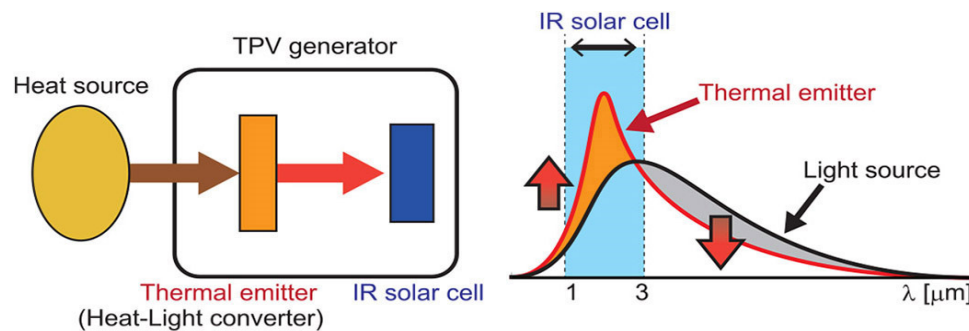 TPV generator
Heat source
Thermal emitter
(Heat-Light converter)
IR solar cell
IR solar cell
Thermal emitter
Light source
1
3
λ [μm]